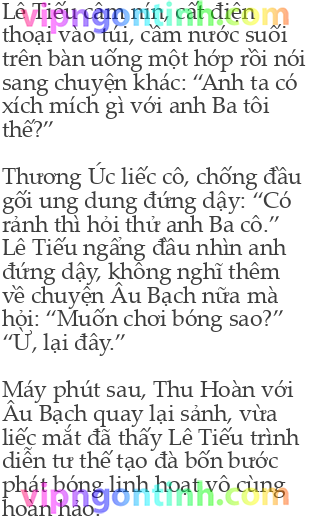 Lê Tiếu câm nín, cất điện
thoại vào túi, cầm nước suối
trên bàn uống một hớp rồi nói
sang chuyện khác: “Anh ta có
xích mích gì với anh Ba tôi
thế?”
Thương Úc liếc cô, chống đầu
gối ung dung đứng dậy: “Có
rảnh thì hỏi thử anh Ba cô.”
Lê Tiếu ngẩng đầu nhìn anh
đứng dậy, không nghĩ thêm
về chuyện Âu Bạch nữa mà
hỏi: “Muốn chơi bóng sao?”
“Ừ, lại đây.”
Máy phút sau, Thu Hoàn với
Âu Bạch quay lại sảnh, vừa
liếc mắt đã thấy Lê Tiếu trình
diễn tư thế tạo đà bốn bước
phát bóng linh hoạt vô cùng
hoàn hảo.
vipngontinh.com
vipngontinh.com